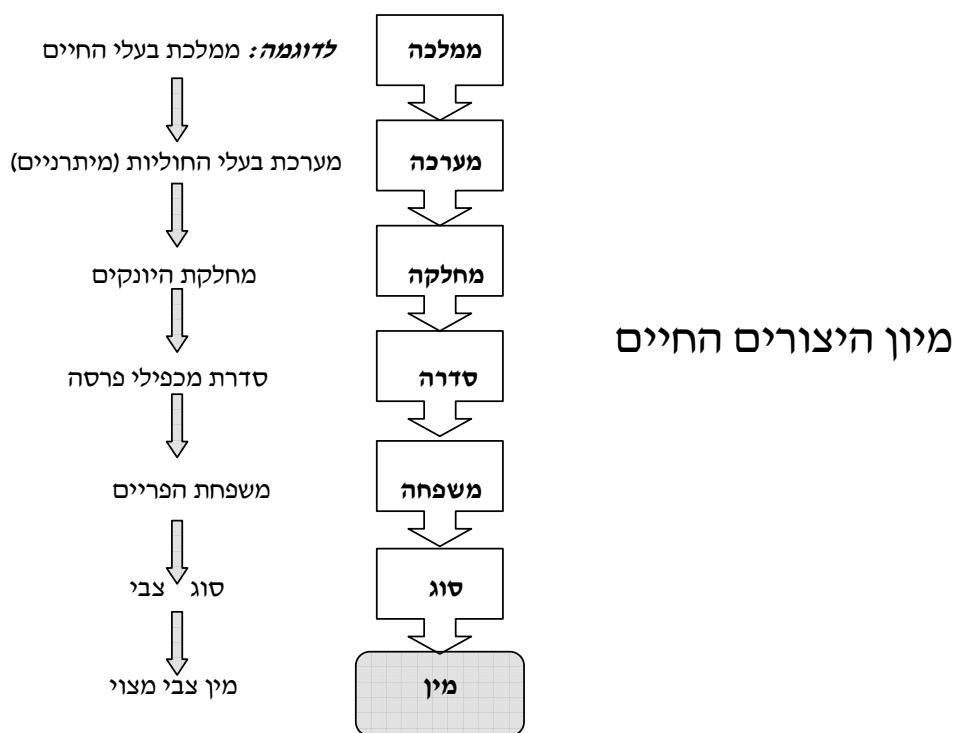 מיון היצורים החיים
ממלכה
לדוגמה: ממלכת בעלי החיים
מערכה
מערכת בעלי החוליות (מיתרניים)
מחלקה
מחלקת היונקים
סדרה
סדרת מכפילי פרסה
משפחה
משפחת הפריים
סוג
סוג צבי
מין
מין צבי מצוי